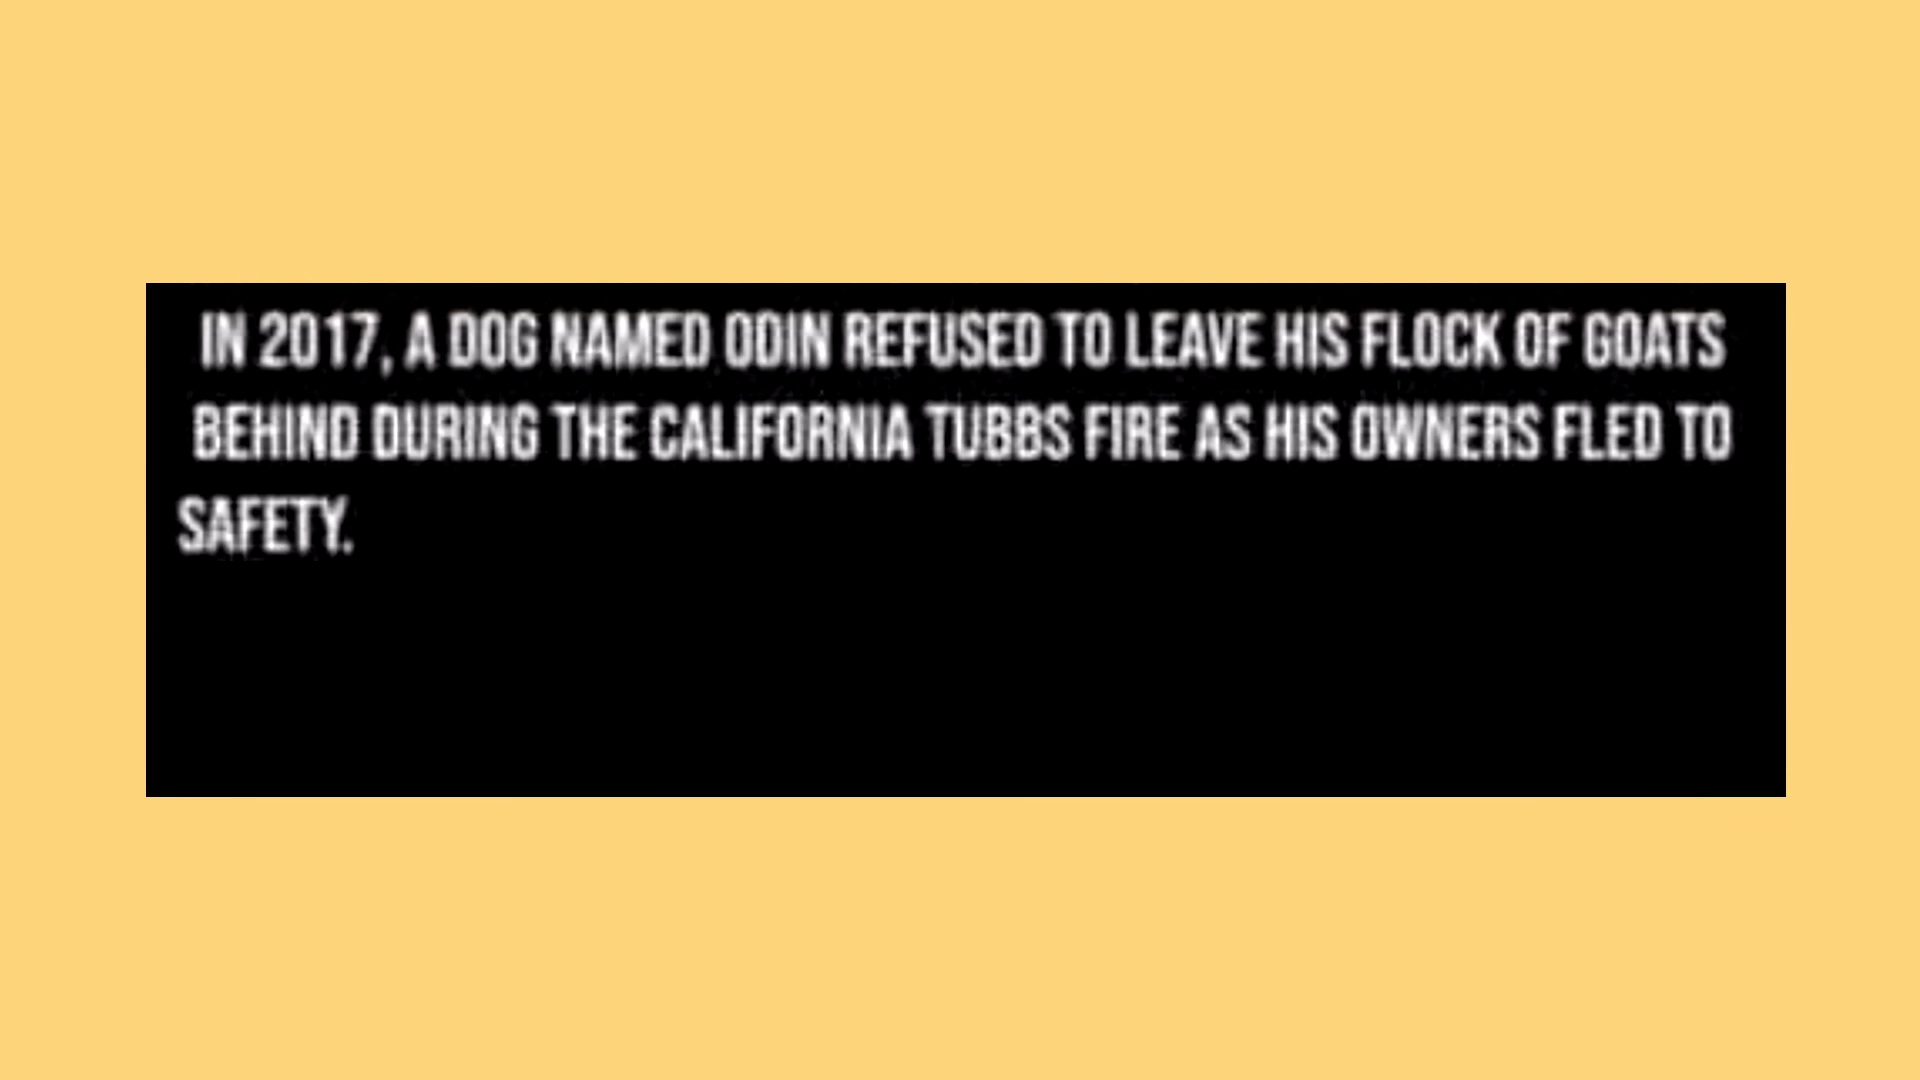 IN 2017, A DOG NAMED ODIN REFUSED TO LEAVE HIS FLOCK OF GOATS
BEHIND DURING THE CALIFORNIA TUBBS FIRE AS HIS OWNERS FLED TO
SAFETY.